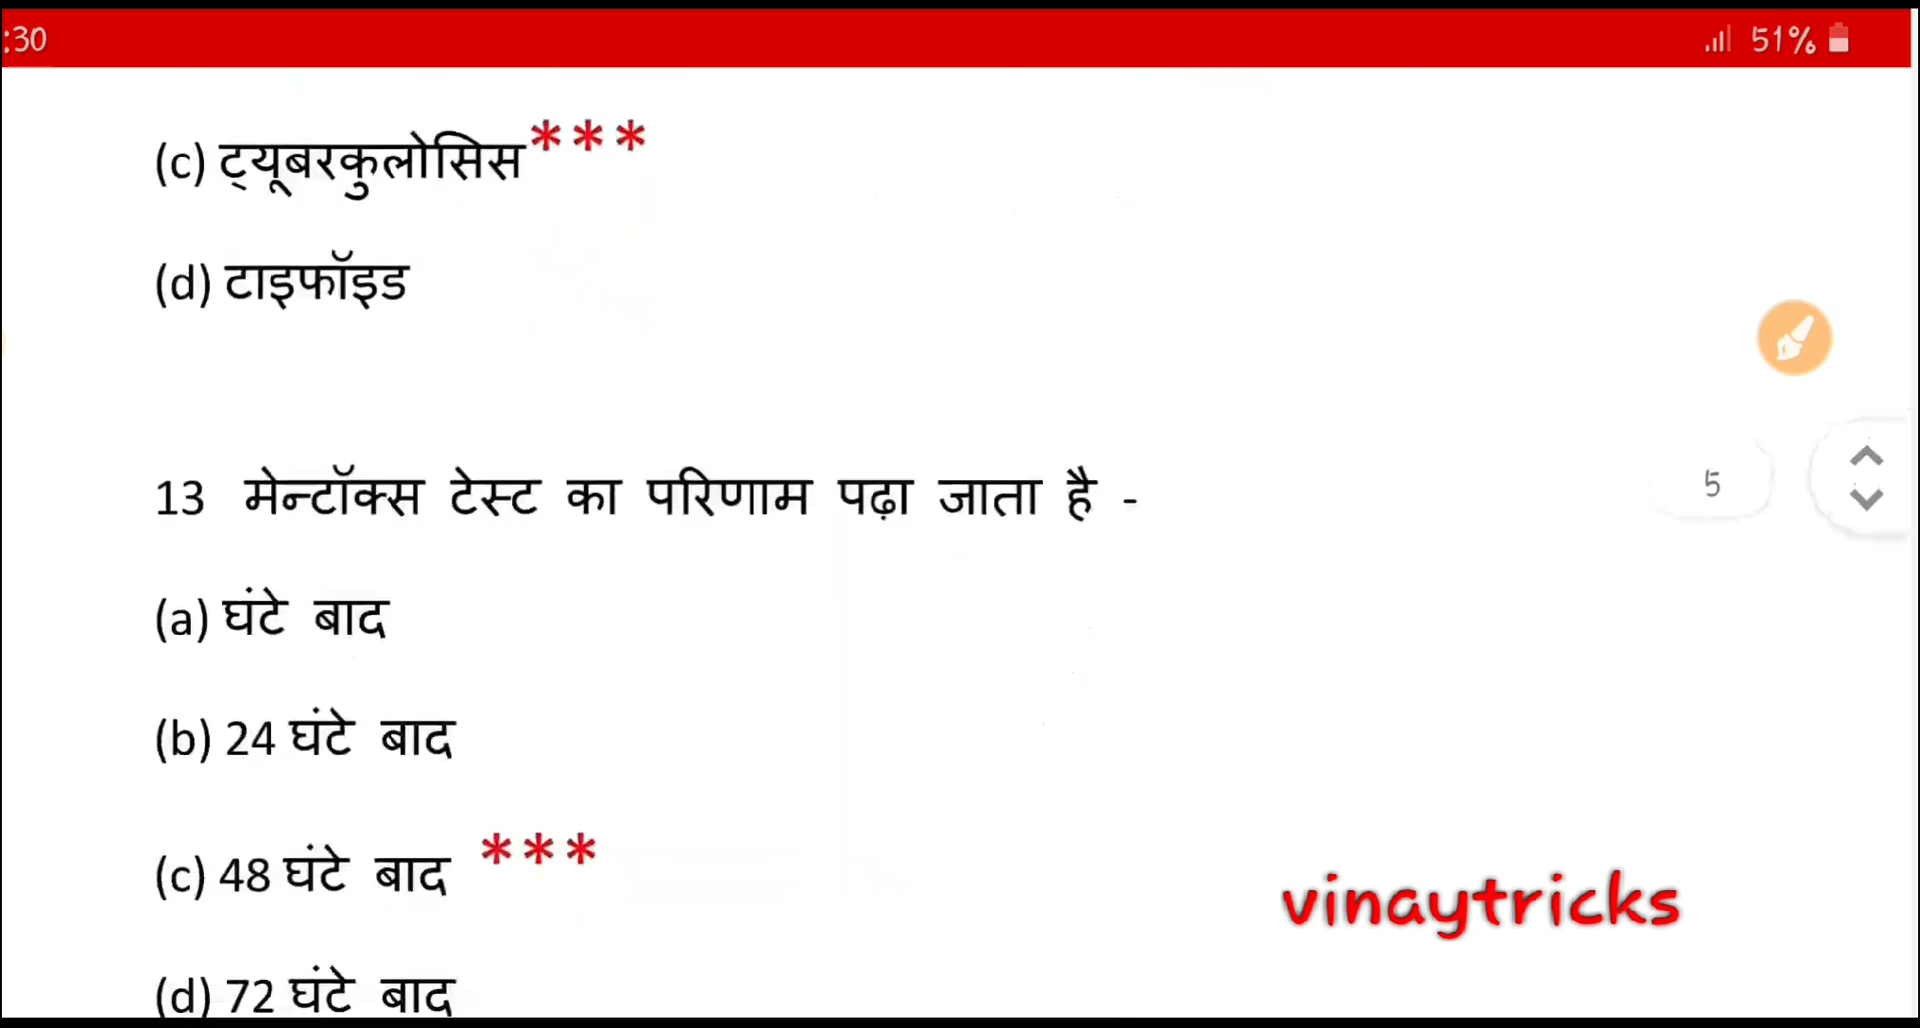 :30 51%
(c) ट्यूबरकुलोसिस***
(d) टाइफॉइड
13 मेन्टॉक्स टेस्ट का परिणाम पढ़ा जाता है -
5
(a) घंटे बाद
(b) 24 घंटे बाद
(c) 48 घंटे बाद ***
vinaytricks
(d) 72 घंटे बाद